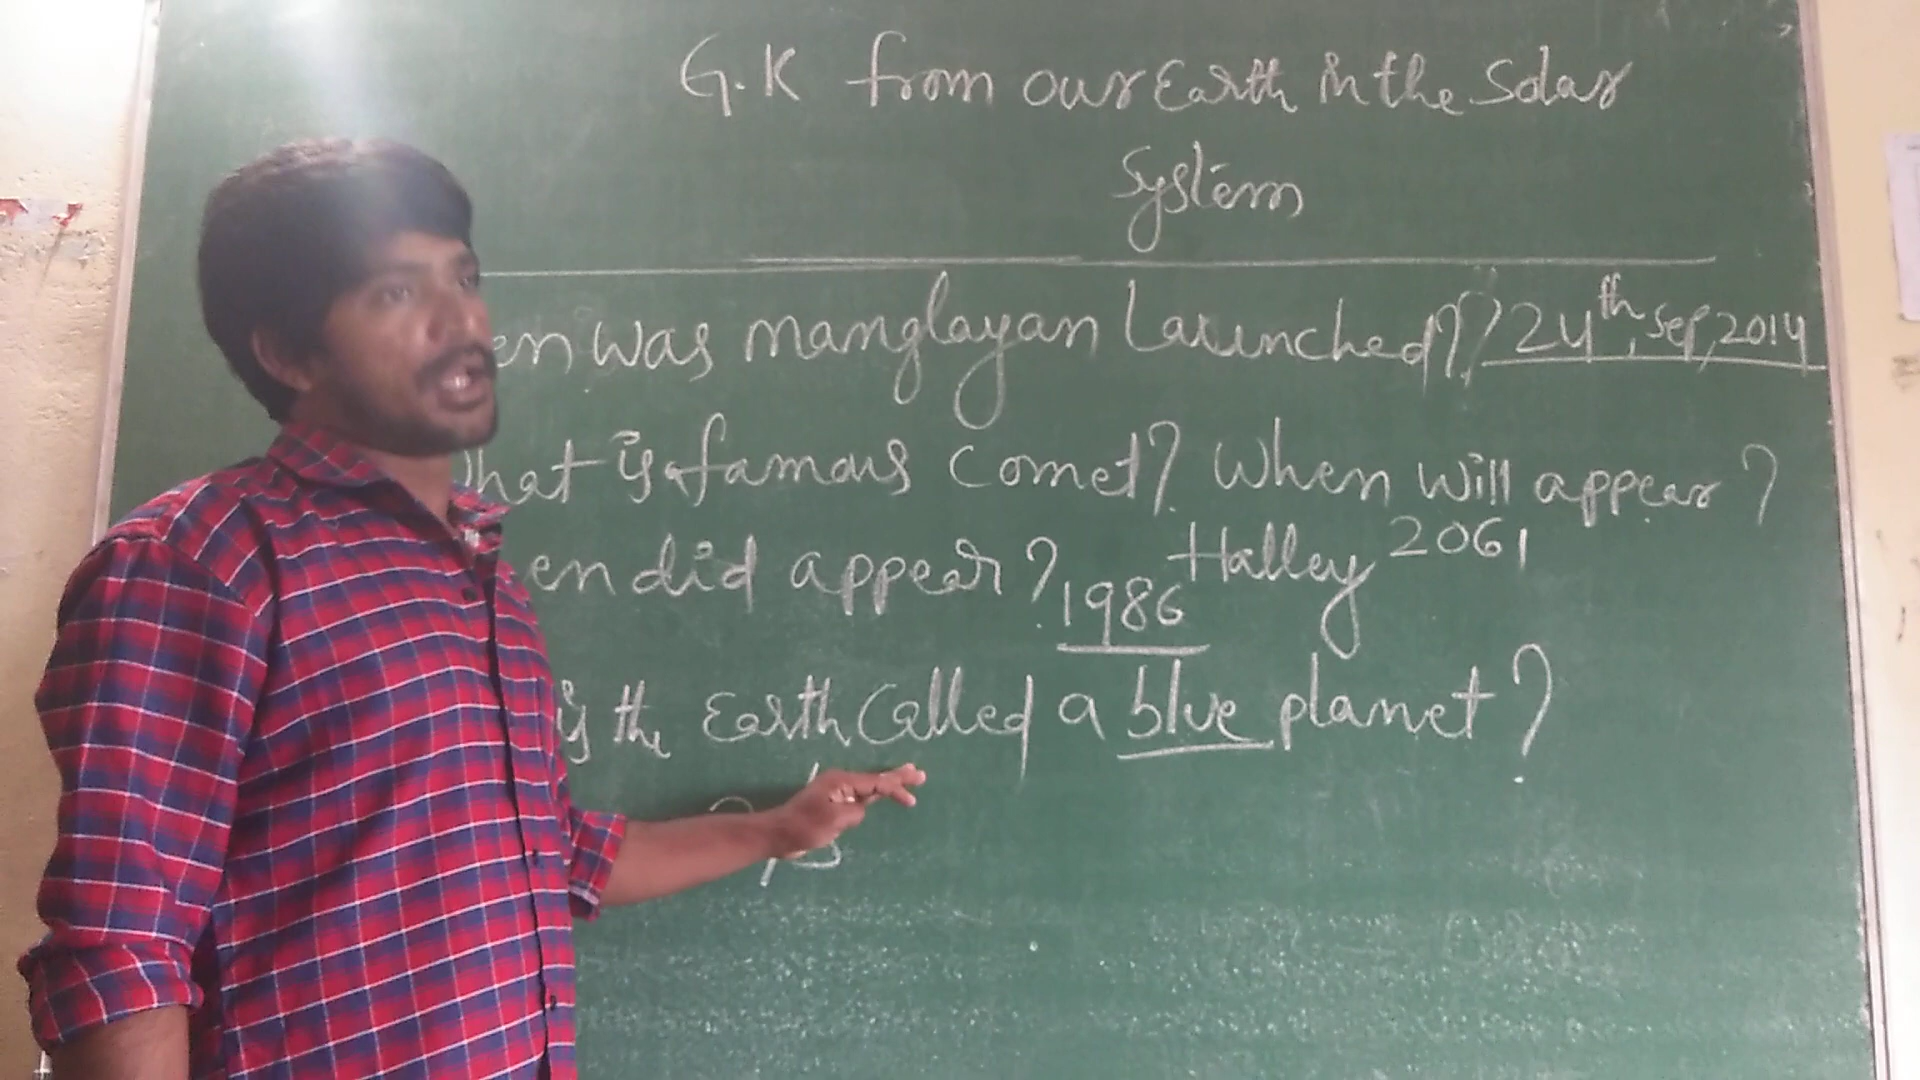 G.K from our Earth in the Solar
System
en was manglayan Launched?? 24th, Sep, 2014
hat is famous Comet? When will appear?
Halley 2061
en did appear? 1986
is the Earth Called a blue planet?